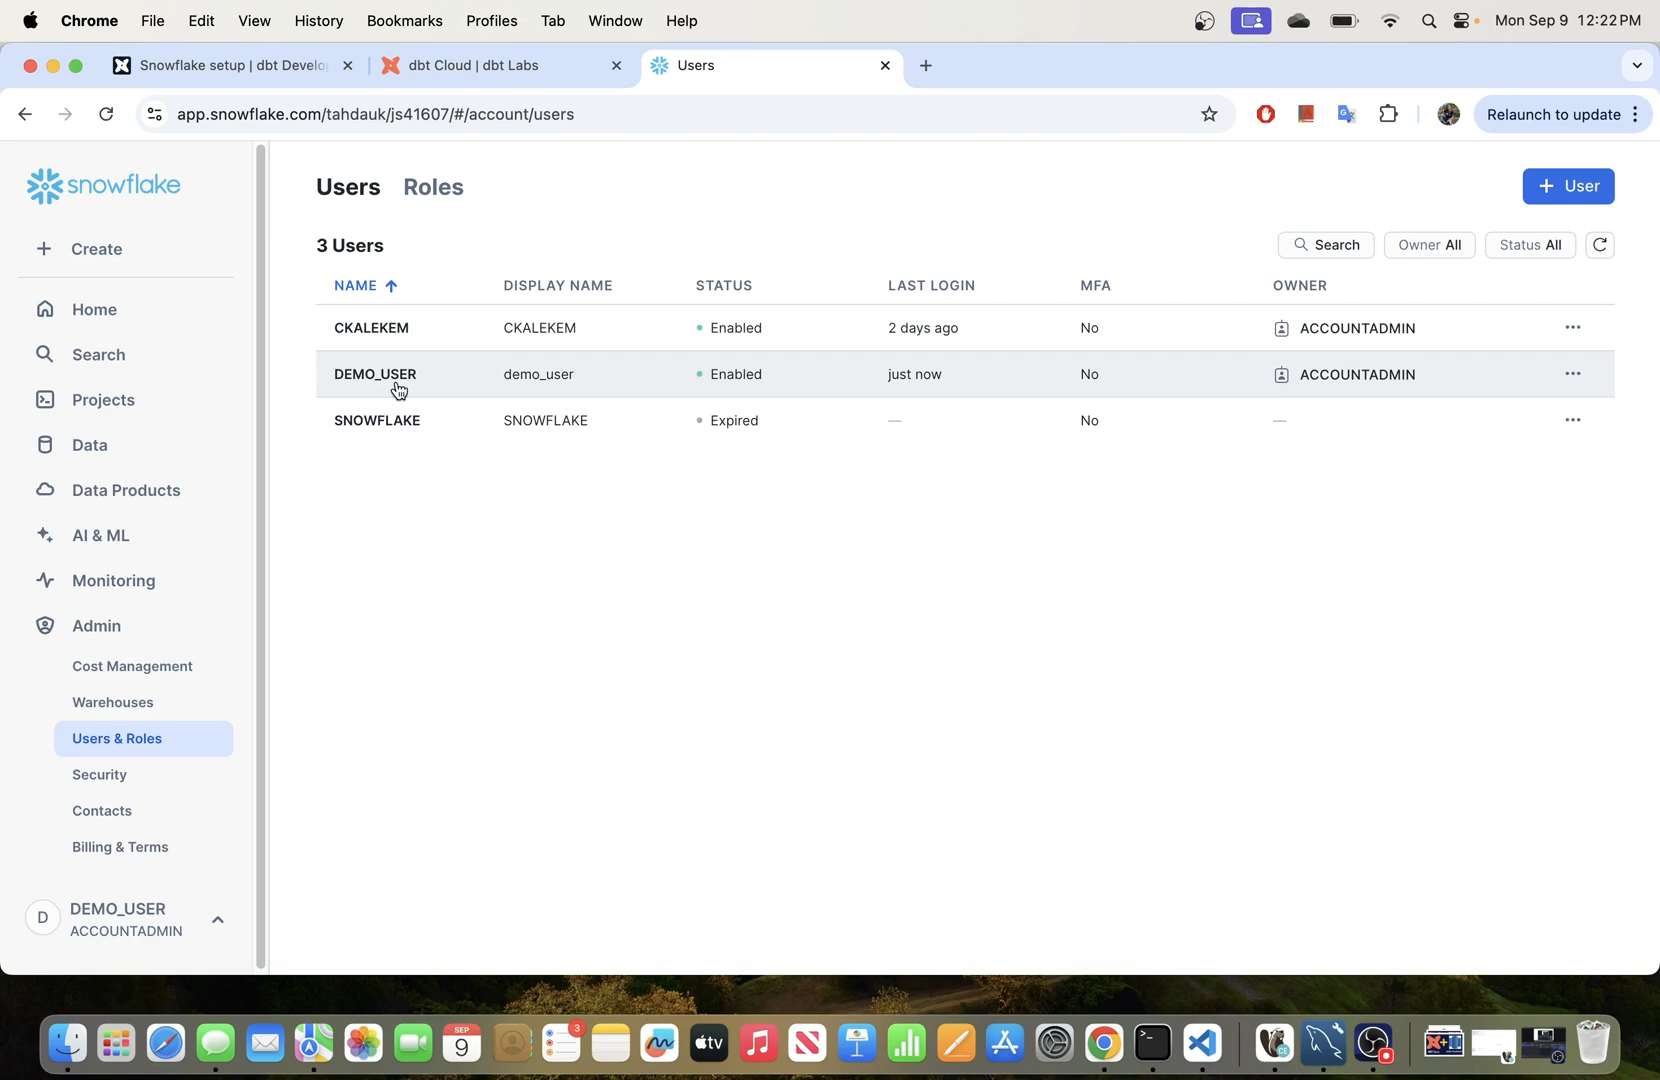 Chrome File Edit View History Bookmarks Profiles Tab Window Help Mon Sep 9 12:22 PM
Snowflake setup | dbt Develo dbt Cloud | dbt Labs Users
app.snowflake.com/tahdauk/js41607/#/account/users Relaunch to update
snowflake
Create
Home
Search
Projects
Data
Data Products
AI & ML
Monitoring
Admin
Cost Management
Warehouses
Users & Roles
Security
Contacts
Billing & Terms
D
DEMO_USER
ACCOUNTADMIN
Users Roles
+ User
3 Users
Search Owner All Status All
NAME DISPLAY NAME STATUS LAST LOGIN MFA OWNER
CKALEKEM CKALEKEM Enabled 2 days ago No ACCOUNTADMIN
DEMO_USER demo_user Enabled just now No ACCOUNTADMIN
SNOWFLAKE SNOWFLAKE Expired — No —
SEP
9
3
tv